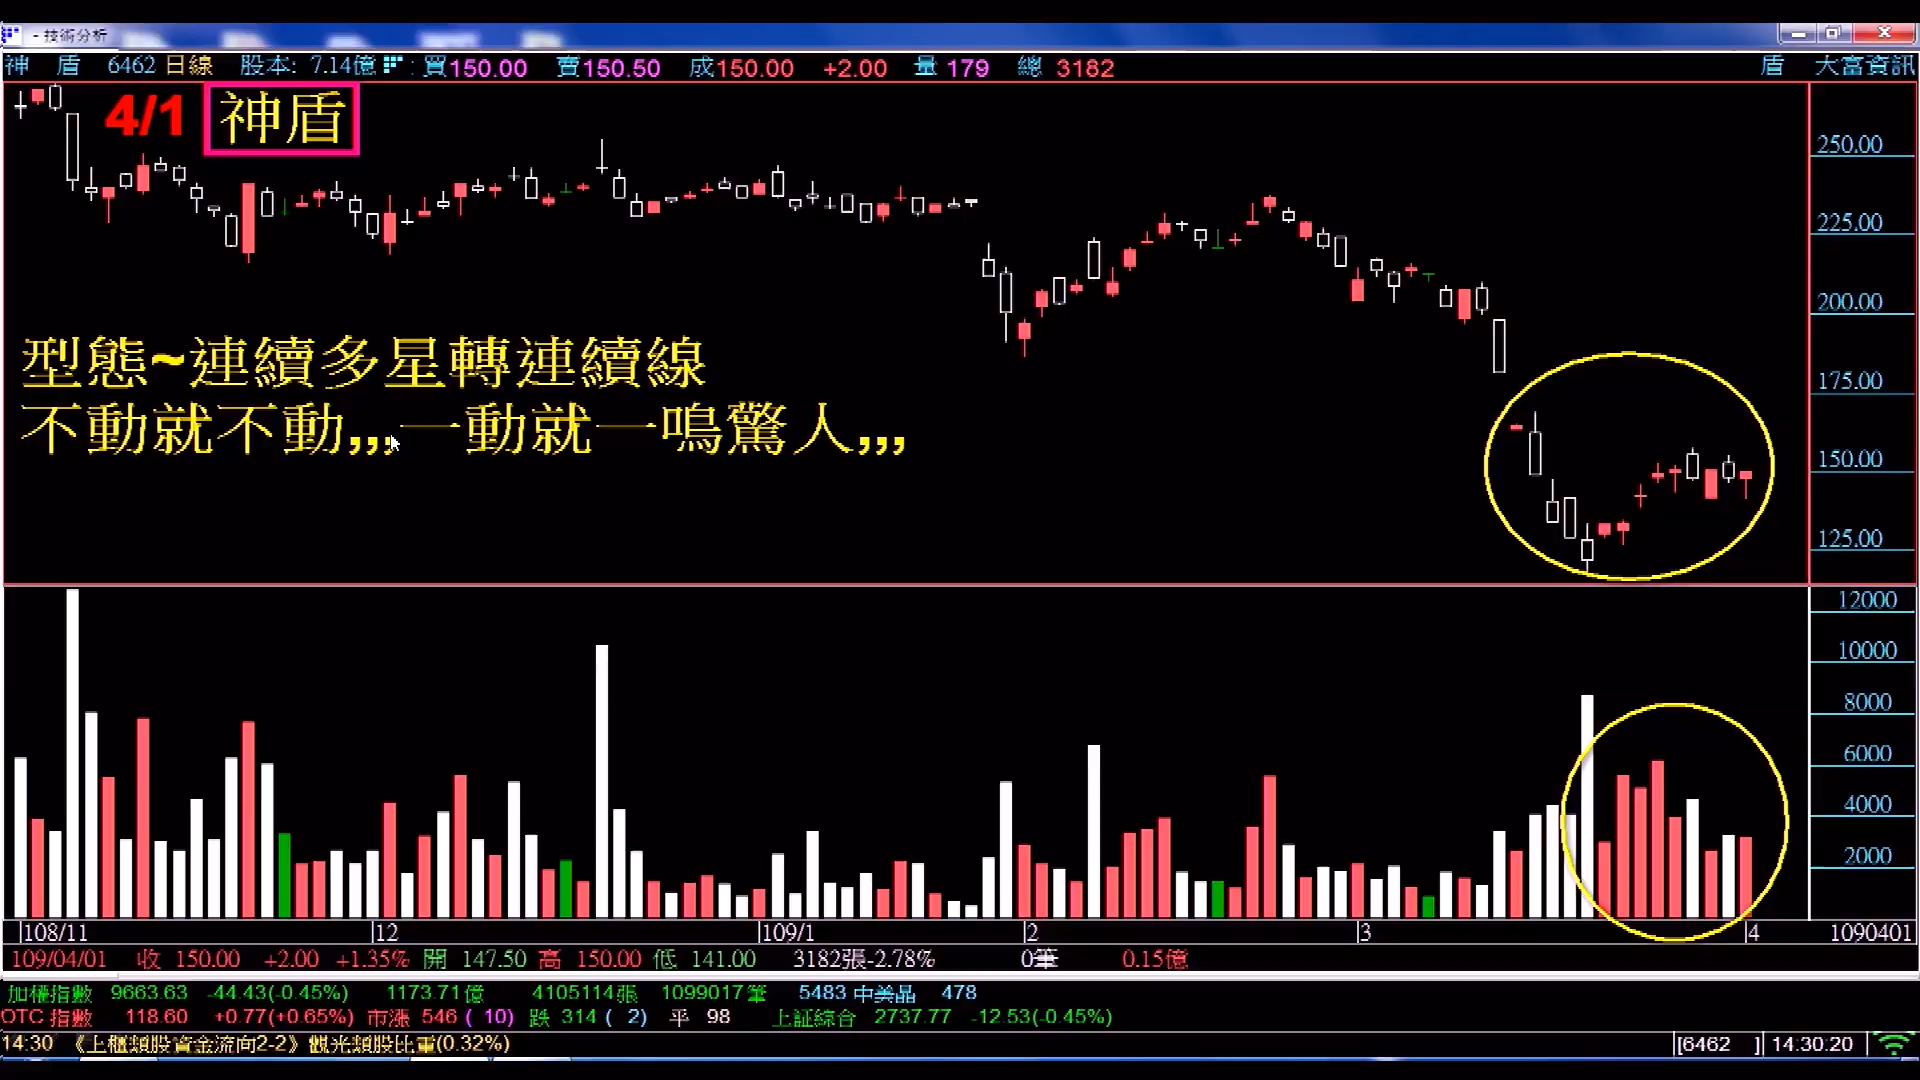 - 技術分析
神 盾 6462 日線 股本: 7.14億 : 買150.00 賣150.50 成150.00 +2.00 量 179 總 3182 盾 大富資訊
4/1 神盾
型態~連續多星轉連續線
不動就不動,,,一動就一鳴驚人,,,
250.00
225.00
200.00
175.00
150.00
125.00
12000
10000
8000
6000
4000
2000
108/11 12 109/1 2 3 4 1090401
109/04/01 收 150.00 +2.00 +1.35% 開 147.50 高 150.00 低 141.00 3182張-2.78% 0筆 0.15億
加權指數 9663.63 -44.43(-0.45%) 1173.71億 4105114張 1099017筆 5483 中美晶 478
OTC 指數 118.60 +0.77(+0.65%) 市漲 546 ( 10) 跌 314 ( 2) 平 98 上証綜合 2737.77 -12.53(-0.45%)
14:30 《上櫃類股資金流向2-2》觀光類股比重(0.32%) [6462 ] 14:30:20